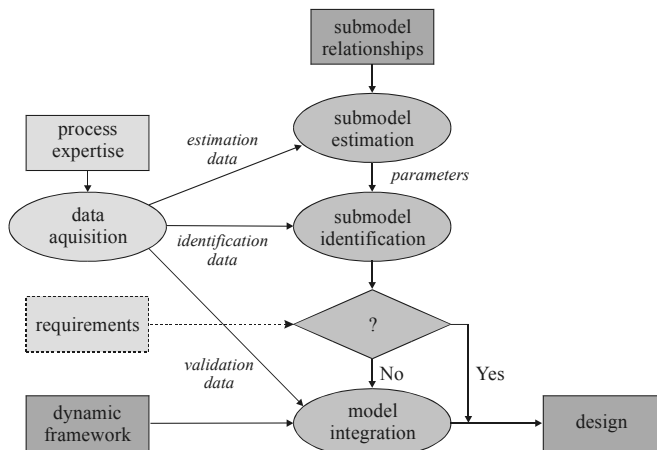 submodel
relationships
process
expertise
estimation
data
submodel
estimation
parameters
data
aquisition
identification
data
submodel
identification
requirements
?
validation
data
No
Yes
dynamic
framework
model
integration
design